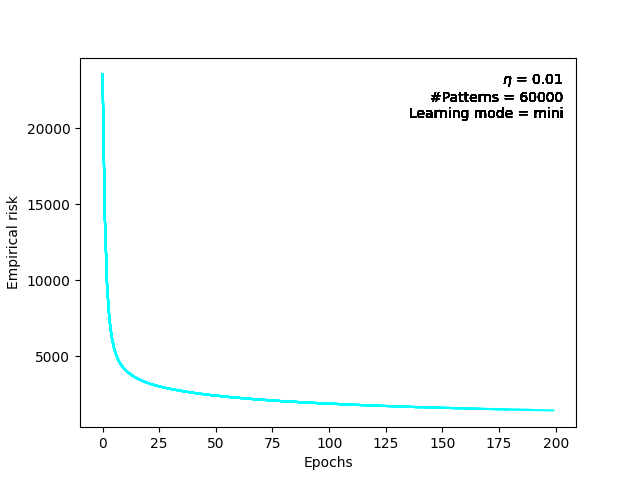 η = 0.01
#Patterns = 60000
Learning mode = mini
20000
15000
10000
5000
Empirical risk
0 25 50 75 100 125 150 175 200
Epochs